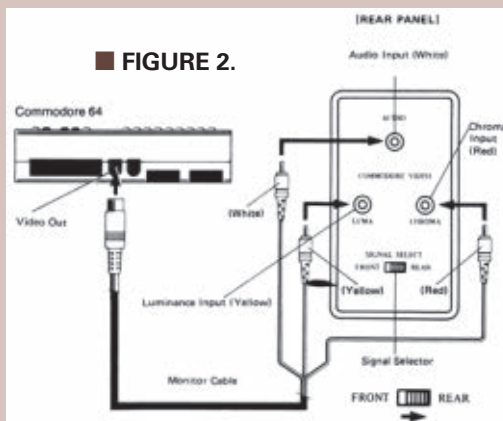 [REAR PANEL]
■ FIGURE 2.
Audio Input (White)
Commodore 64
AUDIO
Chroma
Input
(Red)
COMMODORE VIDEO
Video Out
(White)
LUMA
CHROMA
SIGNAL SELECT
FRONT REAR
Luminance Input (Yellow)
(Yellow)
(Red)
Signal Selector
Monitor Cable
FRONT REAR